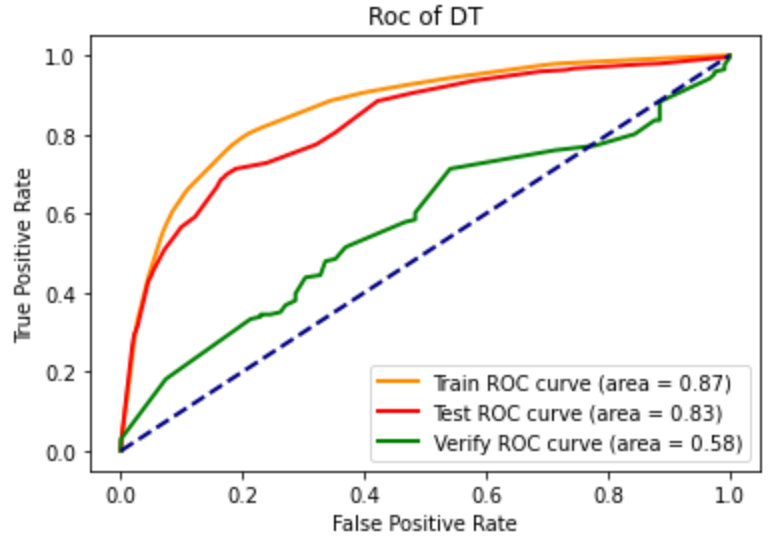 Roc of DT
True Positive Rate
1.0
0.8
0.6
0.4
0.2
0.0
Train ROC curve (area = 0.87)
Test ROC curve (area = 0.83)
Verify ROC curve (area = 0.58)
0.0 0.2 0.4 0.6 0.8 1.0
False Positive Rate